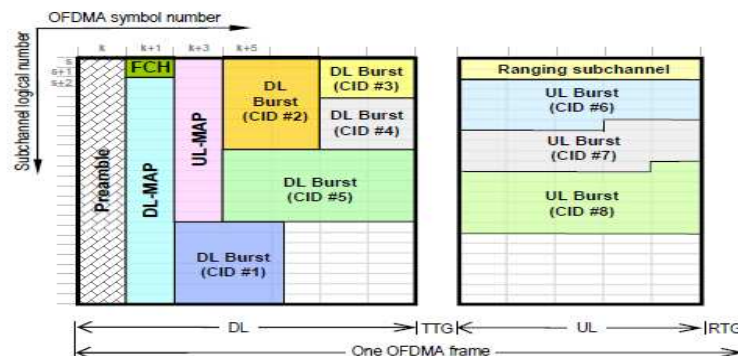 OFDMA symbol number
k k+1 k+3 k+5
Subchannel logical number
s
s+1
s+2
Preamble
FCH
DL-MAP
UL-MAP
DL
Burst
(CID #2)
DL Burst
(CID #3)
DL Burst
(CID #4)
DL Burst
(CID #5)
DL Burst
(CID #1)
Ranging subchannel
UL Burst
(CID #6)
UL Burst
(CID #7)
UL Burst
(CID #8)
DL TTG UL RTG
One OFDMA frame